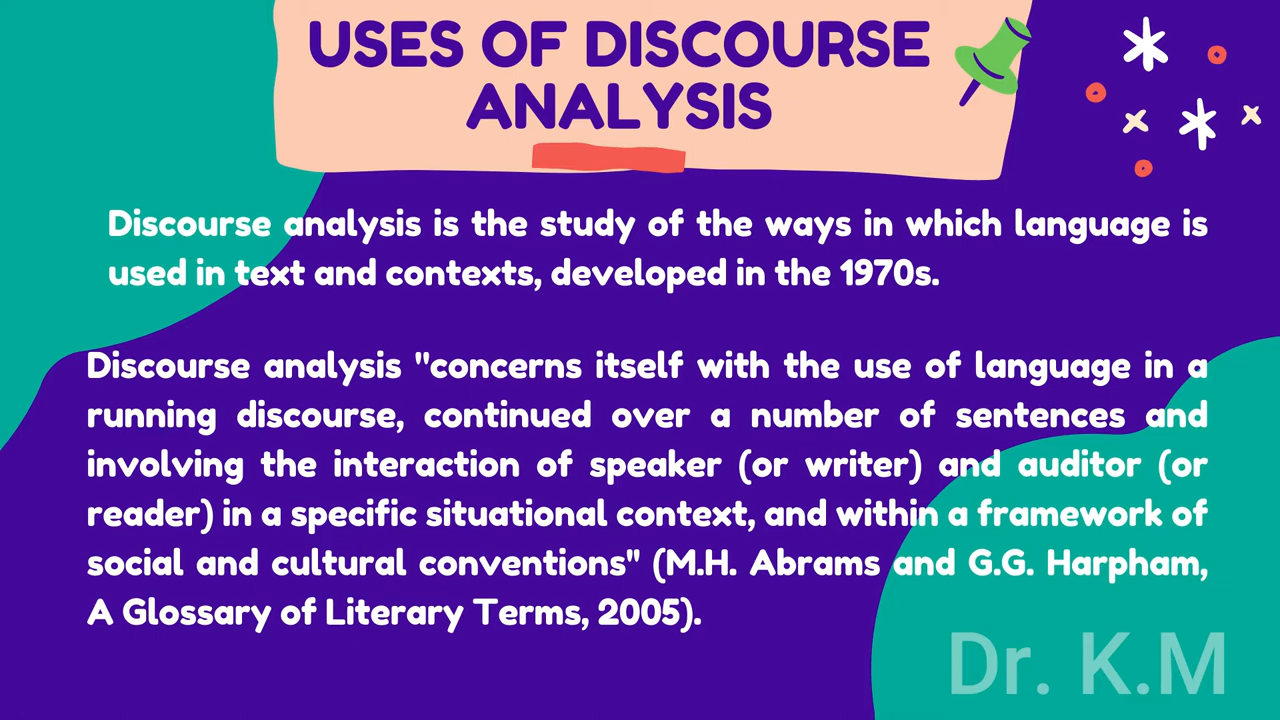 USES OF DISCOURSE
ANALYSIS
Discourse analysis is the study of the ways in which language is
used in text and contexts, developed in the 1970s.
Discourse analysis "concerns itself with the use of language in a
running discourse, continued over a number of sentences and
involving the interaction of speaker (or writer) and auditor (or
reader) in a specific situational context, and within a framework of
social and cultural conventions" (M.H. Abrams and G.G. Harpham,
A Glossary of Literary Terms, 2005).
Dr. K.M